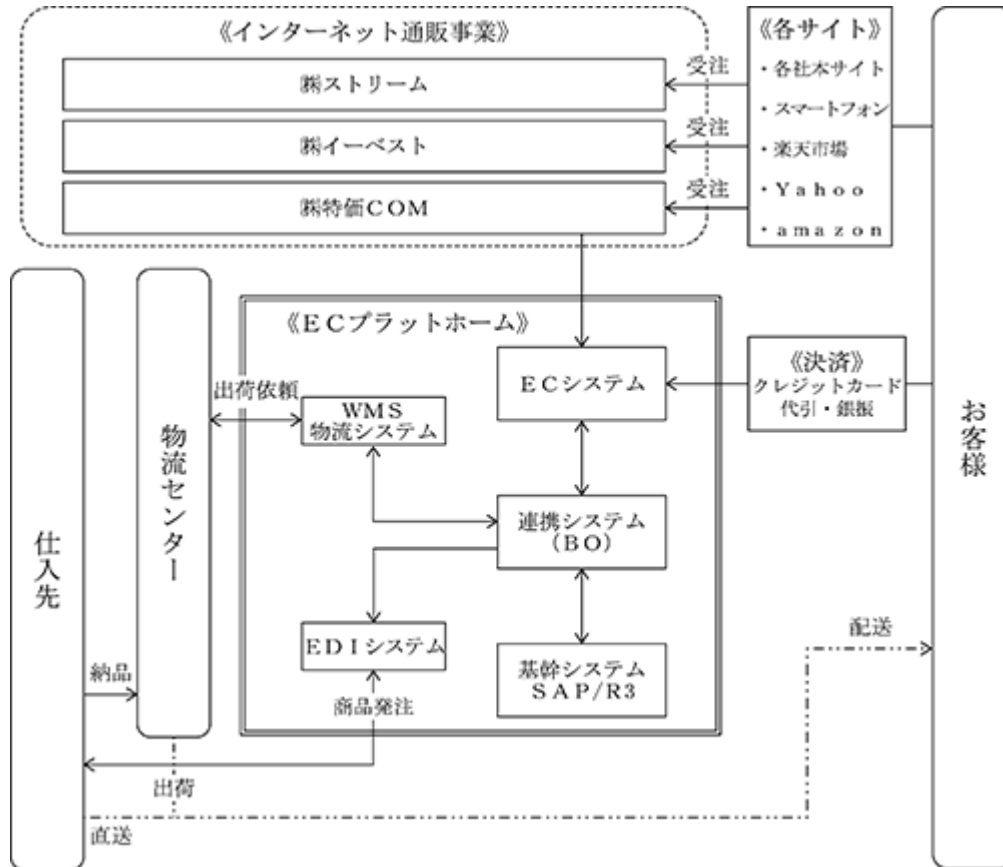 《インターネット通販事業》
㈱ストリーム
㈱イーベスト
㈱特価COM
受注
受注
受注
《各サイト》
・各社本サイト
・スマートフォン
・楽天市場
・Yahoo
・amazon
《ECプラットホーム》
ECシステム
《決済》
クレジットカード
代引・銀振
出荷依頼
WMS
物流システム
連携システム
(BO)
EDIシステム
基幹システム
SAP/R3
商品発注
仕入先
物流センター
お客様
納品
出荷
直送
配送